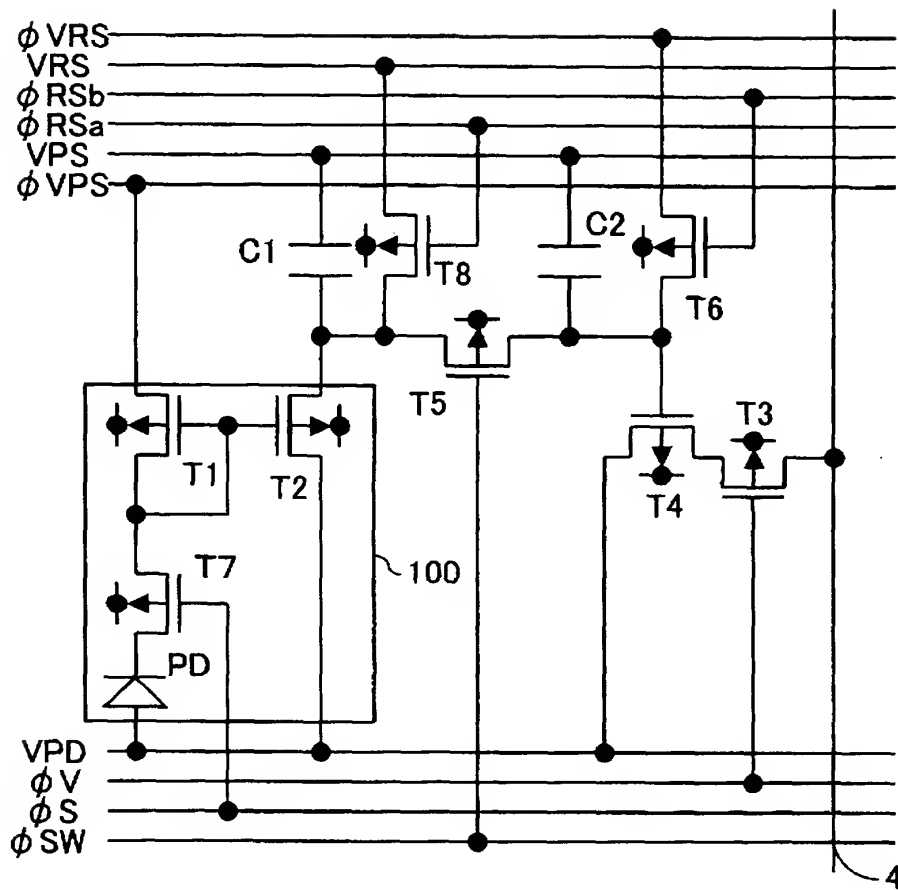 φVRS
VRS
φRSb
φRSa
VPS
φVPS
C1
T8
C2
T6
T5
T3
T1
T2
T4
T7
100
PD
VPD
φV
φS
φSW
4